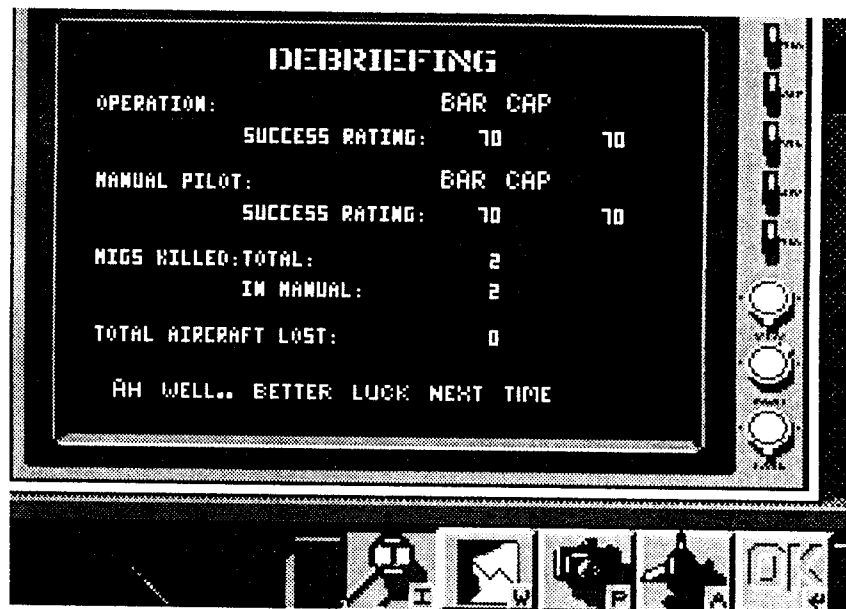 DEBRIEFING
OPERATION: BAR CAP
SUCCESS RATING: 70 70
MANUAL PILOT: BAR CAP
SUCCESS RATING: 70 70
MIGS KILLED:TOTAL: 2
IN MANUAL: 2
TOTAL AIRCRAFT LOST: 0
AH WELL.. BETTER LUCK NEXT TIME
I W P A OK